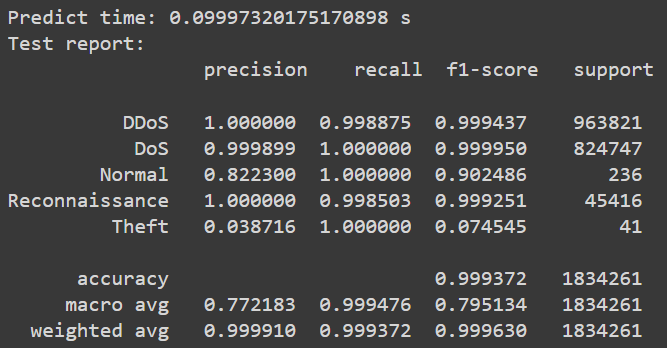 Predict time: 0.09997320175170898 s
Test report:
precision recall f1-score support
DDoS 1.000000 0.998875 0.999437 963821
DoS 0.999899 1.000000 0.999950 824747
Normal 0.822300 1.000000 0.902486 236
Reconnaissance 1.000000 0.998503 0.999251 45416
Theft 0.038716 1.000000 0.074545 41
accuracy 0.999372 1834261
macro avg 0.772183 0.999476 0.795134 1834261
weighted avg 0.999910 0.999372 0.999630 1834261